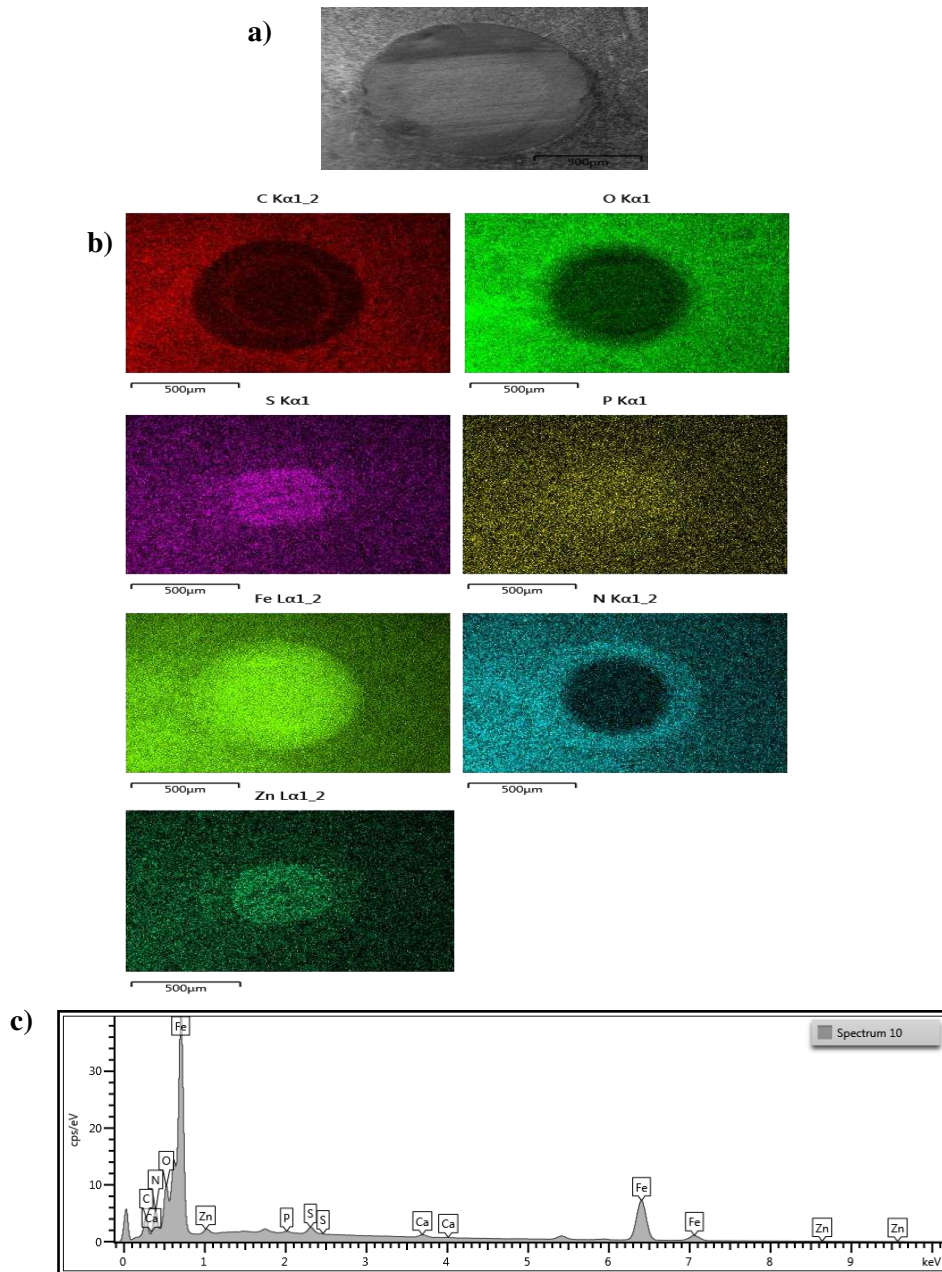 a)
500µm
b)
C Kα1_2
O Kα1
500µm
500µm
S Kα1
P Kα1
500µm
500µm
Fe Lα1_2
N Kα1_2
500µm
500µm
Zn Lα1_2
500µm
c)
Spectrum 10
cps/eV
30
20
10
0
Fe
O
N
C
Ca
Zn
P
S
S
Ca
Ca
Fe
Fe
Zn
Zn
0 1 2 3 4 5 6 7 8 9 keV